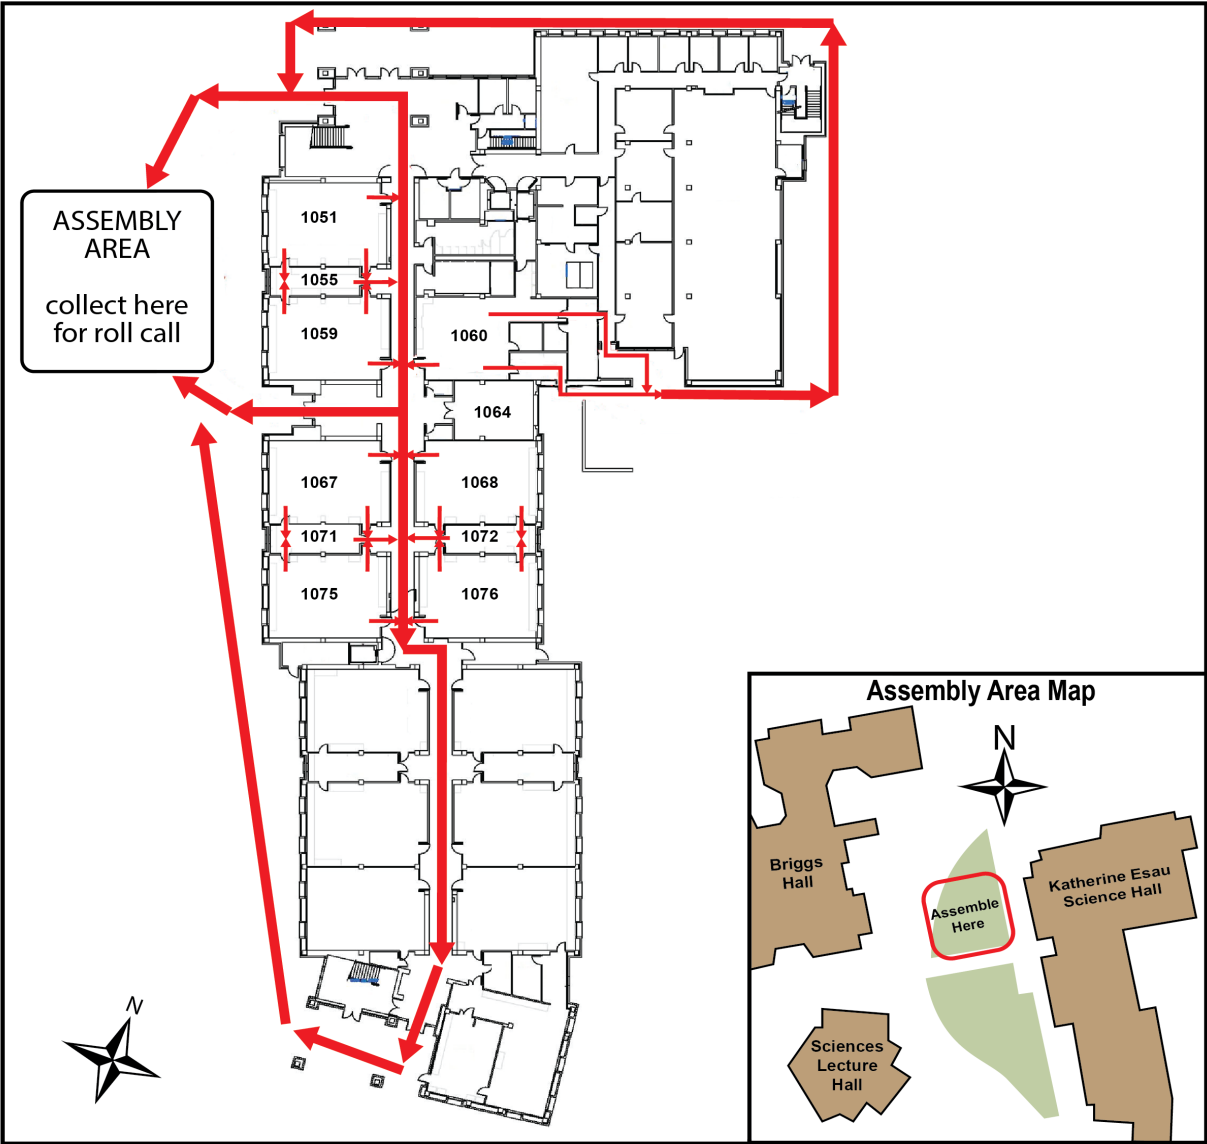 ASSEMBLY
AREA
collect here
for roll call
1051
1055
1059
1060
1064
1067
1068
1071
1072
1075
1076
N
Assembly Area Map
N
Briggs
Hall
Katherine Esau
Science Hall
Assemble
Here
Sciences
Lecture
Hall